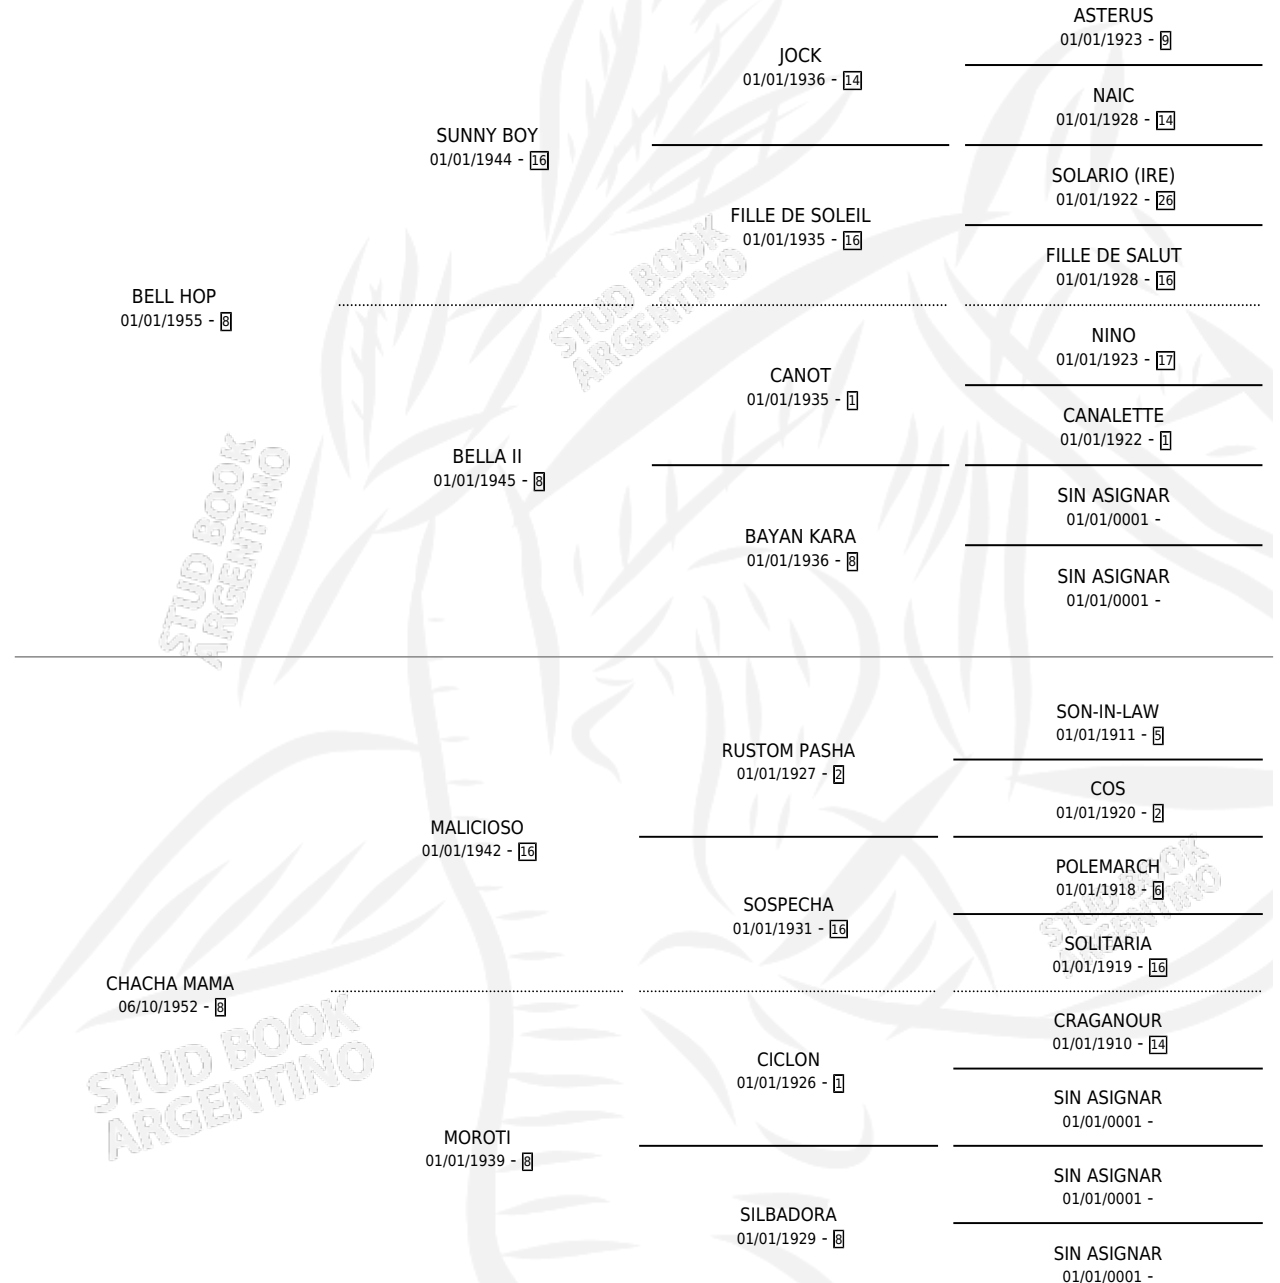 ASTERUS
01/01/1923 - 9
JOCK
01/01/1936 - 14
NAIC
01/01/1928 - 14
SUNNY BOY
01/01/1944 - 16
SOLARIO (IRE)
01/01/1922 - 26
FILLE DE SOLEIL
01/01/1935 - 16
FILLE DE SALUT
01/01/1928 - 16
BELL HOP
01/01/1955 - 8
NINO
01/01/1923 - 17
CANOT
01/01/1935 - 1
CANALETTE
01/01/1922 - 1
BELLA II
01/01/1945 - 8
SIN ASIGNAR
01/01/0001 -
BAYAN KARA
01/01/1936 - 8
SIN ASIGNAR
01/01/0001 -
SON-IN-LAW
01/01/1911 - 5
RUSTOM PASHA
01/01/1927 - 2
COS
01/01/1920 - 2
MALICIOSO
01/01/1942 - 16
POLEMARCH
01/01/1918 - 6
SOSPECHA
01/01/1931 - 16
SOLITARIA
01/01/1919 - 16
CHACHA MAMA
06/10/1952 - 8
CRAGANOUR
01/01/1910 - 14
CICLON
01/01/1926 - 1
SIN ASIGNAR
01/01/0001 -
MOROTI
01/01/1939 - 8
SIN ASIGNAR
01/01/0001 -
SILBADORA
01/01/1929 - 8
SIN ASIGNAR
01/01/0001 -
STUD BOOK
ARGENTINO
STUD BOOK
ARGENTINO
STUD BOOK
ARGENTINO
STUD BOOK
ARGENTINO